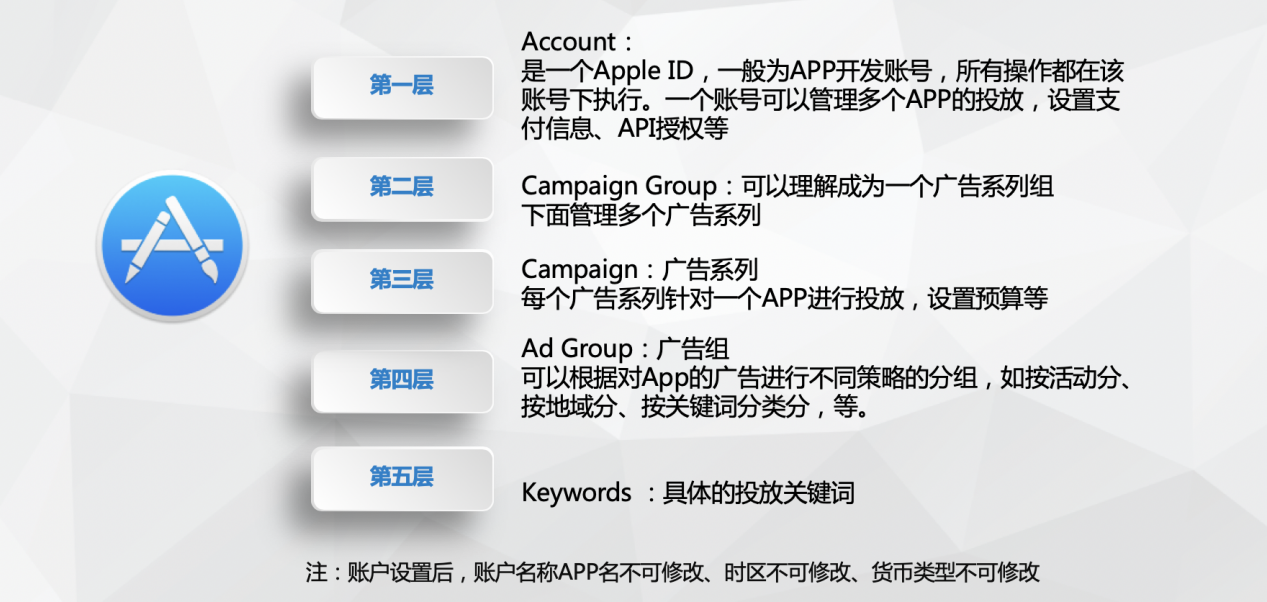 第一层
Account：
是一个Apple ID，一般为APP开发账号，所有操作都在该
账号下执行。一个账号可以管理多个APP的投放，设置支
付信息、API授权等
第二层
Campaign Group：可以理解成为一个广告系列组
下面管理多个广告系列
第三层
Campaign：广告系列
每个广告系列针对一个APP进行投放，设置预算等
第四层
Ad Group：广告组
可以根据对App的广告进行不同策略的分组，如按活动分、
按地域分、按关键词分类分，等。
第五层
Keywords ：具体的投放关键词
注：账户设置后，账户名称APP名不可修改、时区不可修改、货币类型不可修改